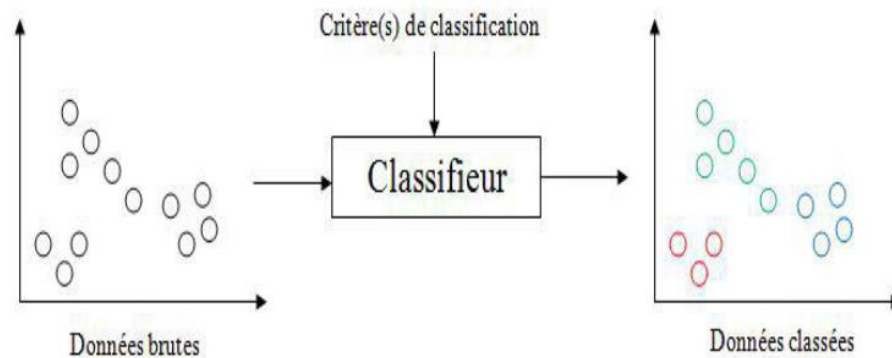 Critère(s) de classification
Classifieur
Données brutes
Données classées